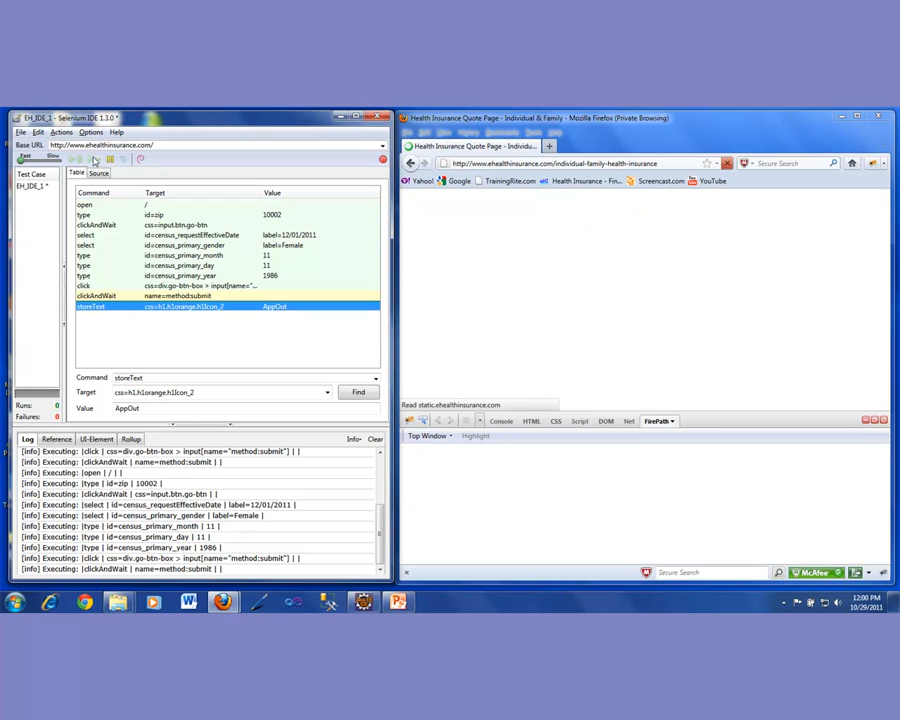 EH_IDE_1 - Selenium IDE 1.3.0 *
File Edit Actions Options Help
Base URL http://www.ehealthinsurance.com/
Fast Slow
Test Case
EH_IDE_1 *
Table Source
Command Target Value
open /
type id=zip 10002
clickAndWait css=input.btn.go-btn
select id=census_requestEffectiveDate label=12/01/2011
select id=census_primary_gender label=Female
type id=census_primary_month 11
type id=census_primary_day 11
type id=census_primary_year 1986
click css=div.go-btn-box > input[name="...
clickAndWait name=method:submit
storeText css=h1.h1orange.h1Icon_2 AppOut
Command storeText
Target css=h1.h1orange.h1Icon_2 Find
Value AppOut
Runs: 0
Failures: 0
Log Reference UI-Element Rollup Info Clear
[info] Executing: |click | css=div.go-btn-box > input[name="method:submit"] | |
[info] Executing: |clickAndWait | name=method:submit | |
[info] Executing: |open | / | |
[info] Executing: |type | id=zip | 10002 |
[info] Executing: |clickAndWait | css=input.btn.go-btn | |
[info] Executing: |select | id=census_requestEffectiveDate | label=12/01/2011 |
[info] Executing: |select | id=census_primary_gender | label=Female |
[info] Executing: |type | id=census_primary_month | 11 |
[info] Executing: |type | id=census_primary_day | 11 |
[info] Executing: |type | id=census_primary_year | 1986 |
[info] Executing: |click | css=div.go-btn-box > input[name="method:submit"] | |
[info] Executing: |clickAndWait | name=method:submit | |
Health Insurance Quote Page - Individual & Family - Mozilla Firefox (Private Browsing)
File Edit View History Bookmarks Tools Help
Health Insurance Quote Page - Individu...
http://www.ehealthinsurance.com/individual-family-health-insurance
Secure Search
Yahoo! Google TrainingRite.com Health Insurance - Fin... Screencast.com YouTube
Read static.ehealthinsurance.com
Console HTML CSS Script DOM Net FirePath
Top Window Highlight
Secure Search McAfee
12:00 PM
10/29/2011